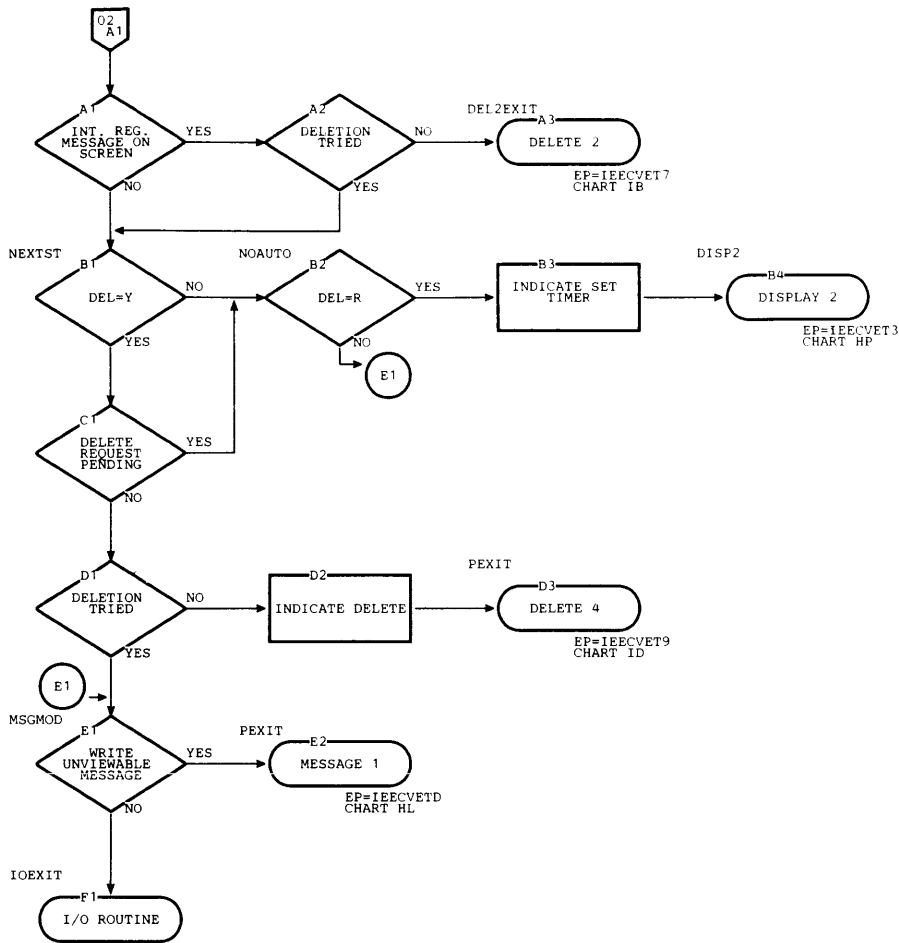 02
A1
A1
INT. REG.
MESSAGE ON
SCREEN
YES
NO
A2
DELETION
TRIED
NO
YES
DEL2EXIT
A3
DELETE 2
EP=IEECVET7
CHART IB
NEXTST
B1
DEL=Y
NO
YES
NOAUTO
B2
DEL=R
YES
NO
E1
B3
INDICATE SET
TIMER
DISP2
B4
DISPLAY 2
EP=IEECVET3
CHART HP
C1
DELETE
REQUEST
PENDING
YES
NO
D1
DELETION
TRIED
NO
YES
D2
INDICATE DELETE
PEXIT
D3
DELETE 4
EP=IEECVET9
CHART ID
E1
MSGMOD
E1
WRITE
UNVIEWABLE
MESSAGE
YES
NO
PEXIT
E2
MESSAGE 1
EP=IEECVETD
CHART HL
IOEXIT
F1
I/O ROUTINE